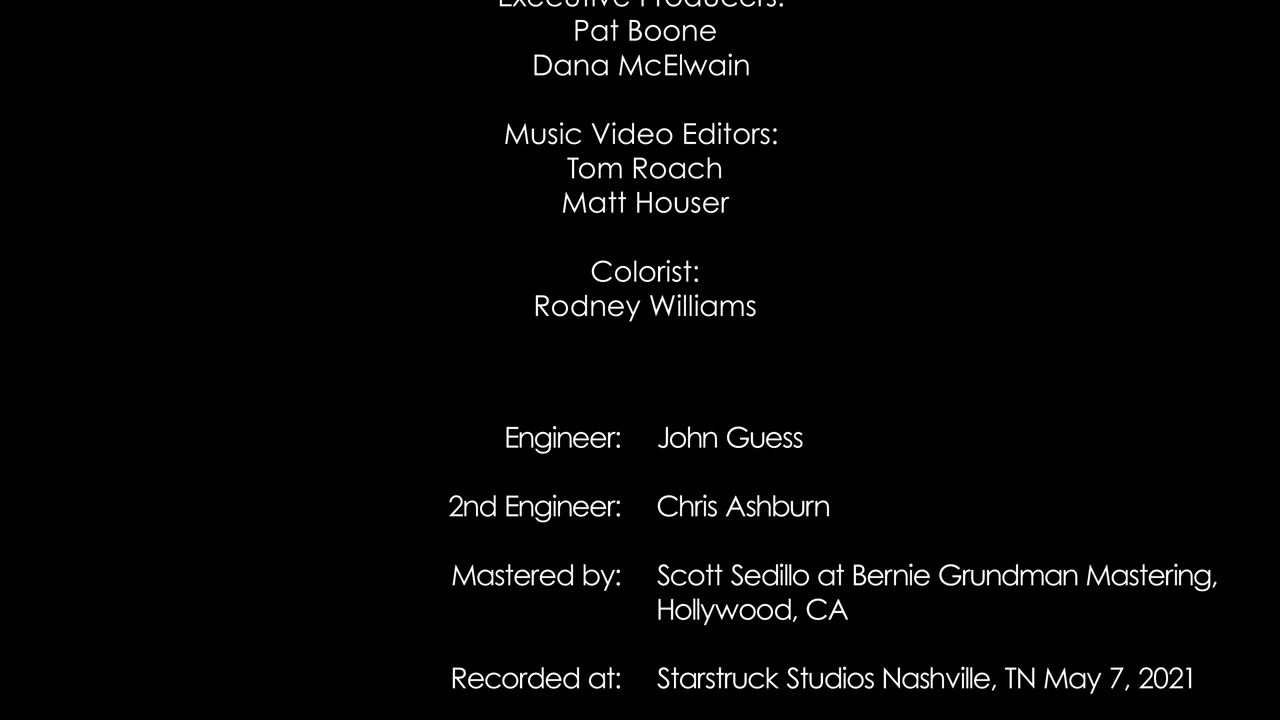 Executive Producers:
Pat Boone
Dana McElwain
Music Video Editors:
Tom Roach
Matt Houser
Colorist:
Rodney Williams
Engineer: John Guess
2nd Engineer: Chris Ashburn
Mastered by: Scott Sedillo at Bernie Grundman Mastering,
Hollywood, CA
Recorded at: Starstruck Studios Nashville, TN May 7, 2021